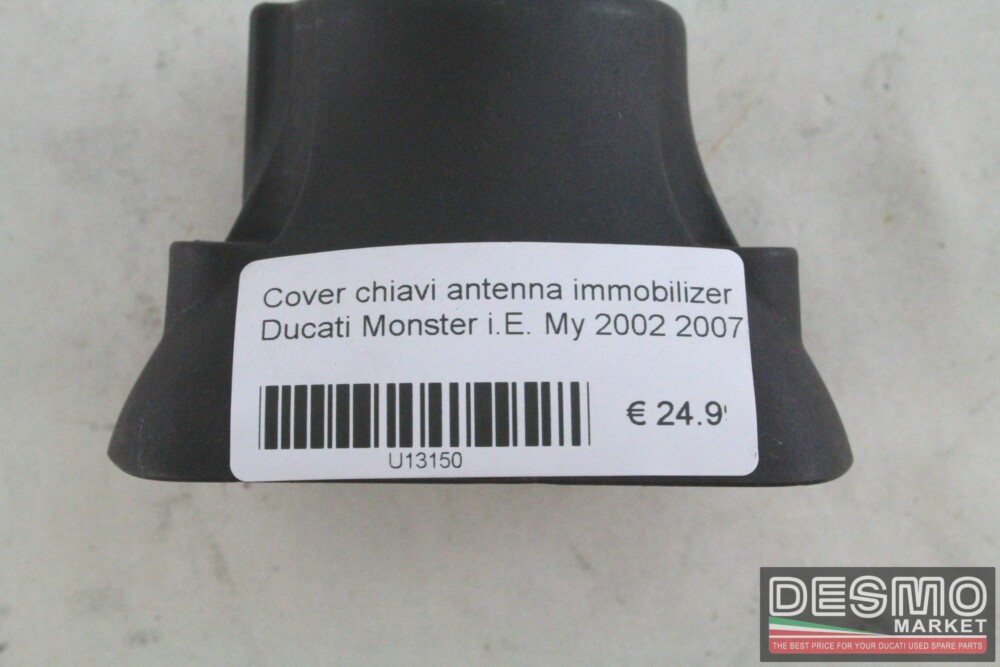 Cover chiavi antenna immobilizer
Ducati Monster i.E. My 2002 2007
€ 24.9
U13150
DESMO
MARKET
THE BEST PRICE FOR YOUR DUCATI USED SPARE PARTS